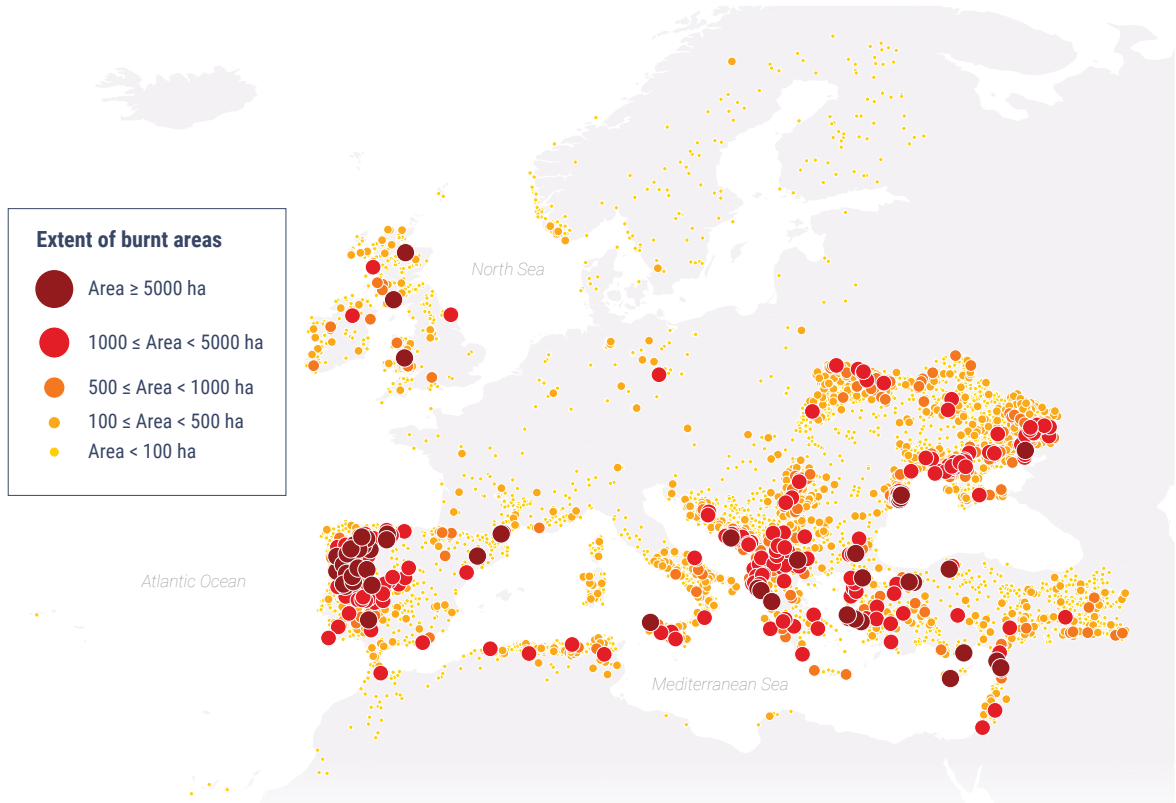 North Sea
Extent of burnt areas
Area ≥ 5000 ha
1000 ≤ Area < 5000 ha
500 ≤ Area < 1000 ha
100 ≤ Area < 500 ha
Area < 100 ha
Atlantic Ocean
Mediterranean Sea